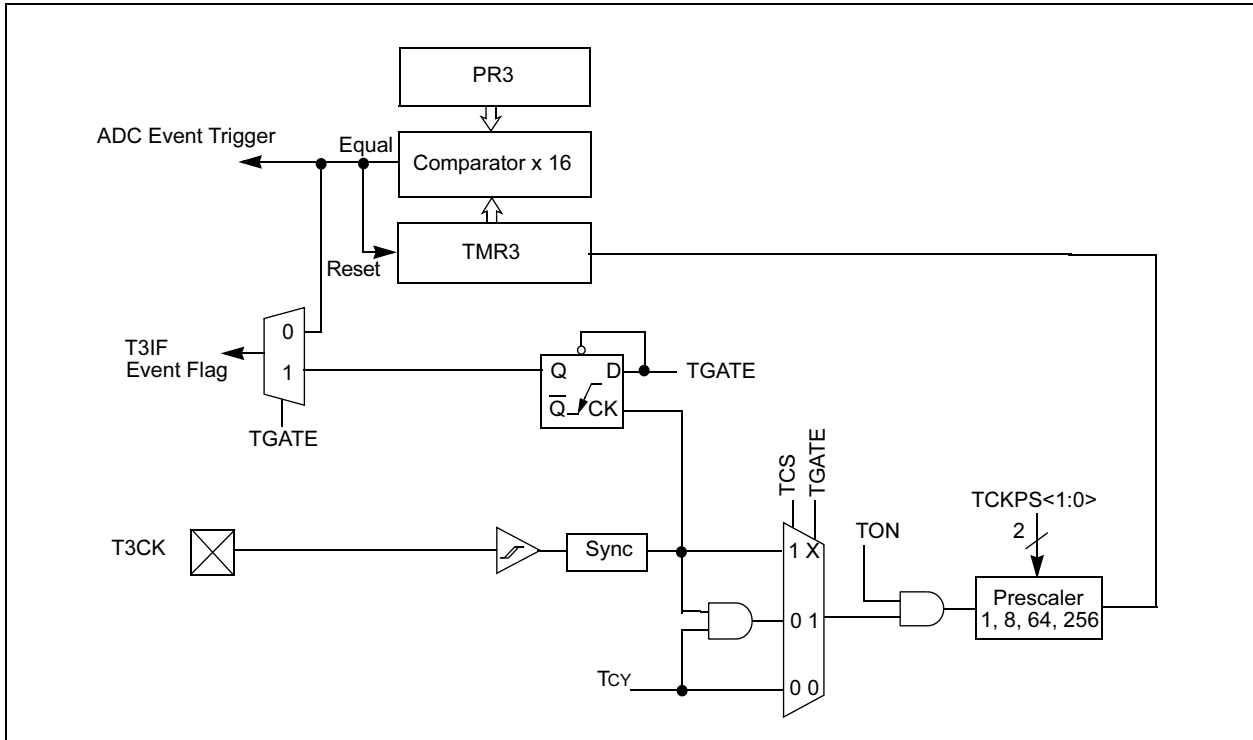 PR3
ADC Event Trigger
Equal
Comparator x 16
TMR3
Reset
0
T3IF
Event Flag
1
Q
D
TGATE
Q
CK
TGATE
TCS
TGATE
TCKPS<1:0>
2
TON
T3CK
Sync
1 X
Prescaler
1, 8, 64, 256
0 1
TCY
0 0